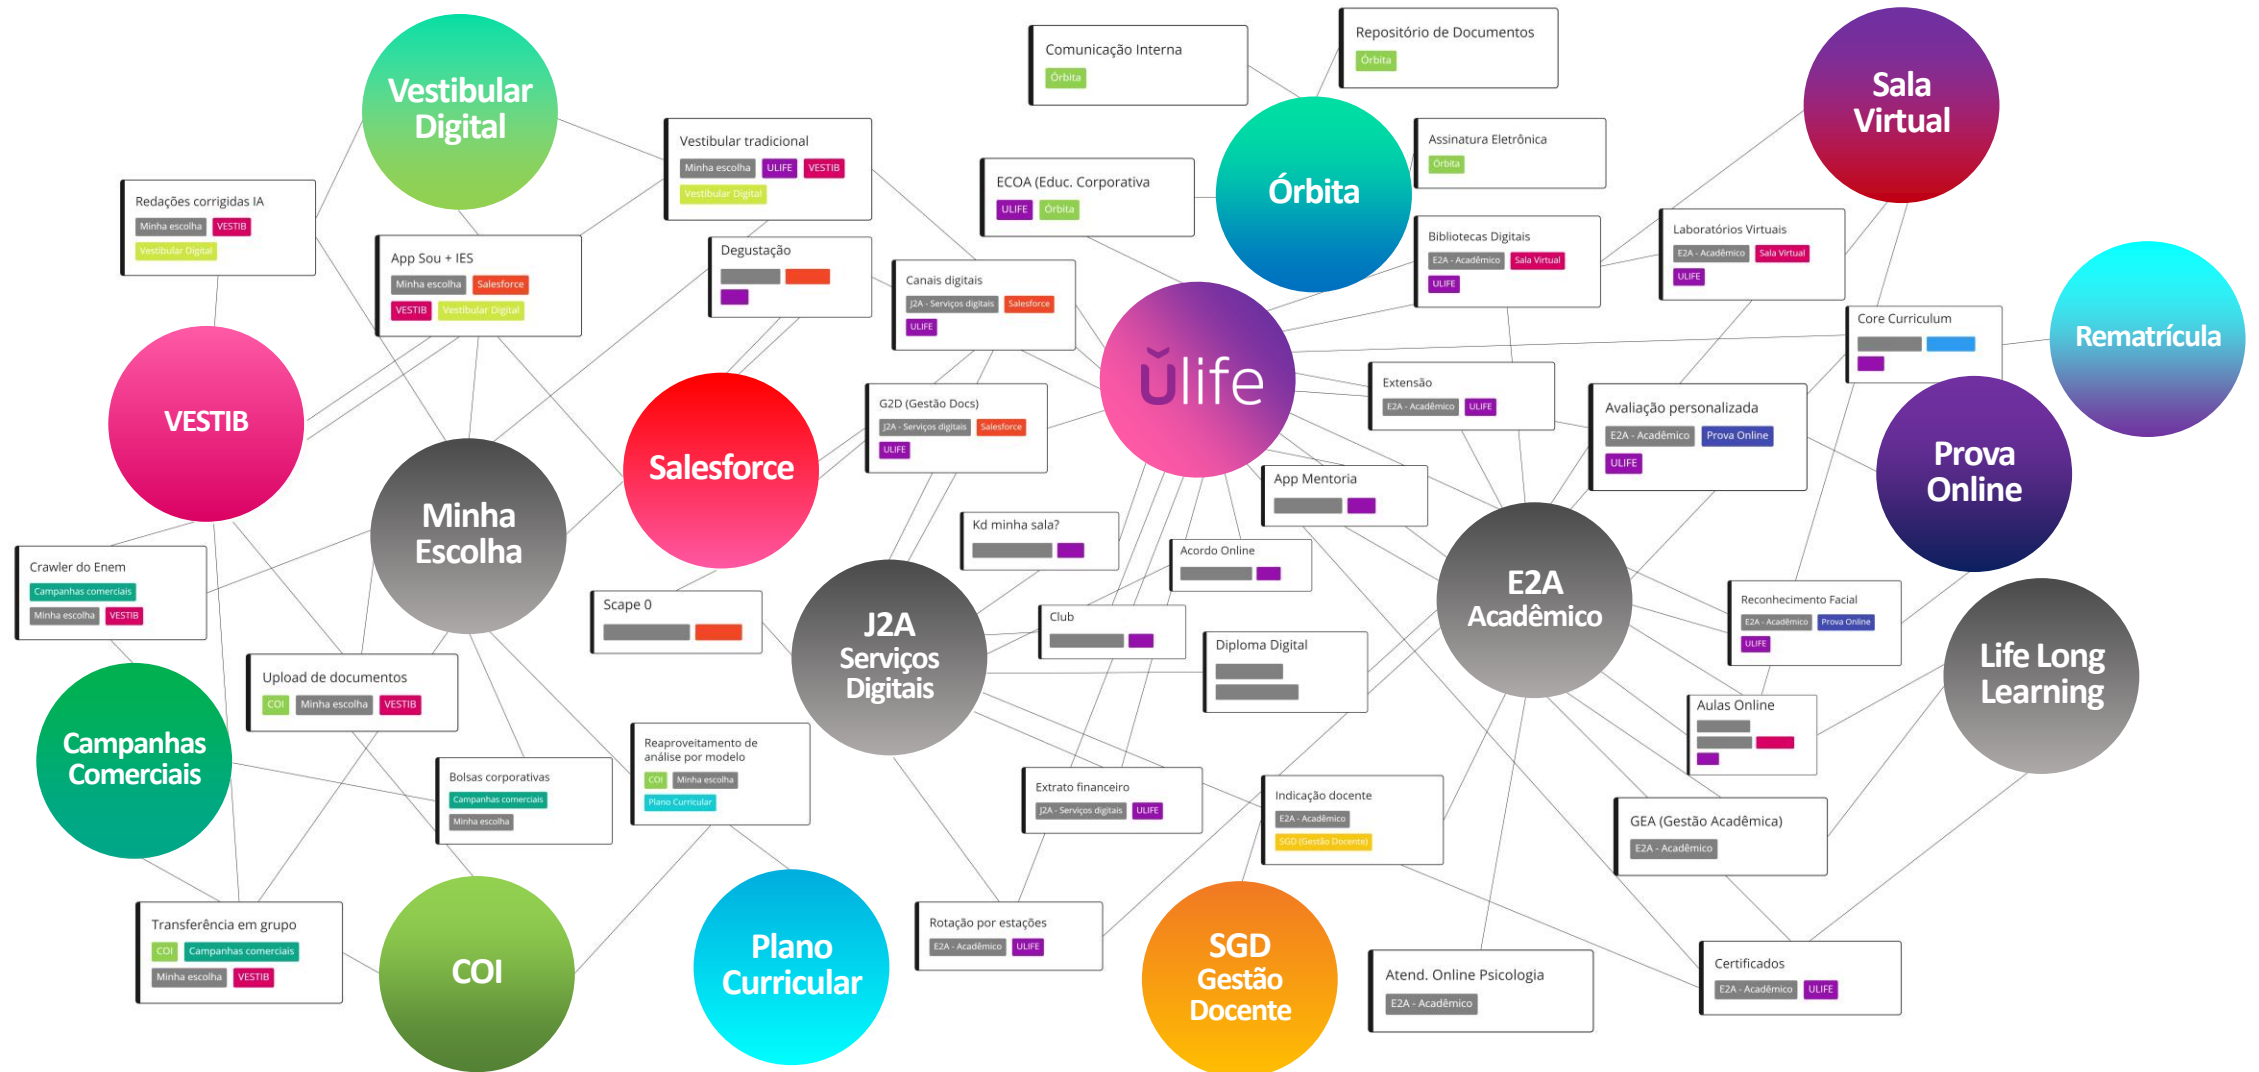 Vestibular
Digital
Comunicação Interna
Órbita
Repositório de Documentos
Órbita
Sala
Virtual
Vestibular tradicional
Minha escolha ULIFE VESTIB
Vestibular Digital
ECOA (Educ. Corporativa
ULIFE Órbita
Órbita
Assinatura Eletrônica
Órbita
Redações corrigidas IA
Minha escolha VESTIB
Vestibular Digital
App Sou + IES
Minha escolha Salesforce
VESTIB Vestibular Digital
Degustação
Canais digitais
J2A - Serviços digitais Salesforce
ULIFE
Bibliotecas Digitais
E2A - Acadêmico Sala Virtual
ULIFE
Laboratórios Virtuais
E2A - Acadêmico Sala Virtual
ULIFE
Core Curriculum
Rematrícula
VESTIB
Minha
Escolha
Salesforce
G2D (Gestão Docs)
J2A - Serviços digitais Salesforce
ULIFE
ŭlife
Extensão
E2A - Acadêmico ULIFE
Avaliação personalizada
E2A - Acadêmico Prova Online
ULIFE
Prova
Online
App Mentoria
Kd minha sala?
Acordo Online
Crawler do Enem
Campanhas comerciais
Minha escolha VESTIB
Scape 0
J2A
Serviços
Digitais
Club
Diploma Digital
E2A
Acadêmico
Reconhecimento Facial
E2A - Acadêmico Prova Online
ULIFE
Life Long
Learning
Upload de documentos
COI Minha escolha VESTIB
Campanhas
Comerciais
Bolsas corporativas
Campanhas comerciais
Minha escolha
Reaproveitamento de
análise por modelo
COI Minha escolha
Plano Curricular
Extrato financeiro
J2A - Serviços digitais ULIFE
Indicação docente
E2A - Acadêmico
SGD (Gestão Docente)
Aulas Online
GEA (Gestão Acadêmica)
E2A - Acadêmico
Transferência em grupo
COI Campanhas comerciais
Minha escolha VESTIB
COI
Plano
Curricular
Rotação por estações
E2A - Acadêmico ULIFE
SGD
Gestão
Docente
Atend. Online Psicologia
E2A - Acadêmico
Certificados
E2A - Acadêmico ULIFE